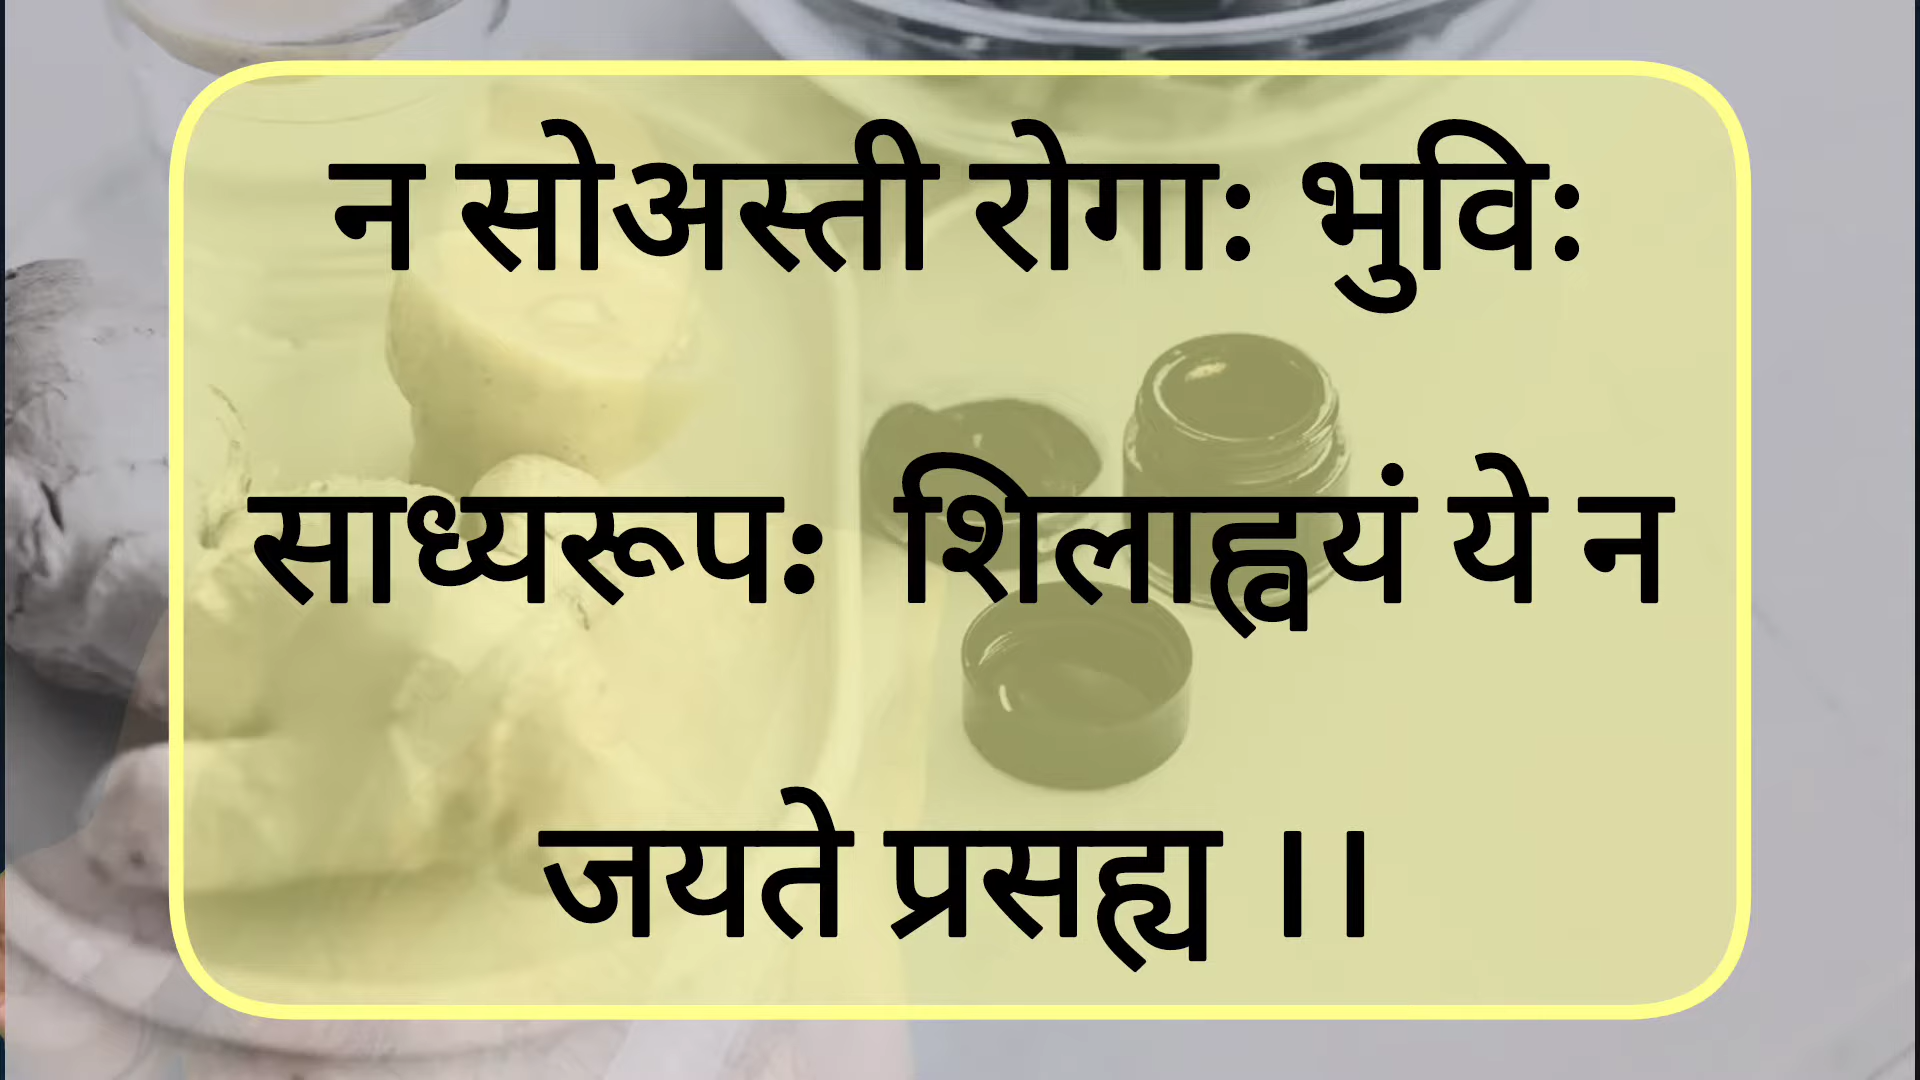 न सोअस्ती रोगाः भुविः
साध्यरूपः शिलाह्वयं ये न
जयते प्रसह्य ।।